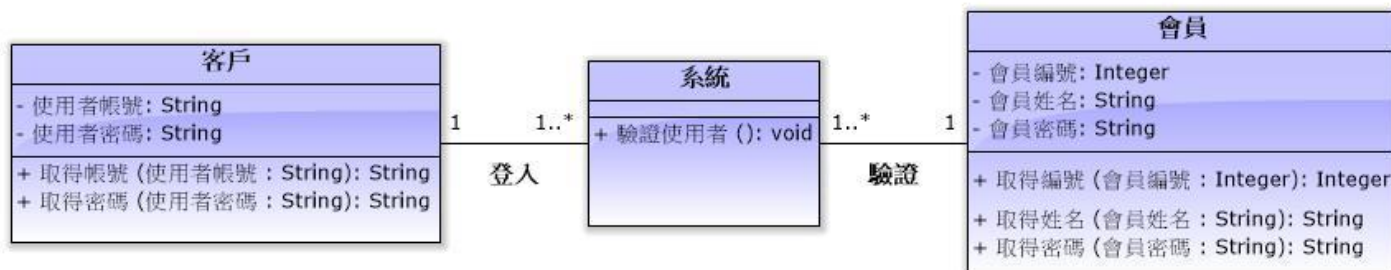 客戶
- 使用者帳號: String
- 使用者密碼: String
+ 取得帳號 (使用者帳號 : String): String
+ 取得密碼 (使用者密碼 : String): String
1
1..*
登入
系統
+ 驗證使用者 (): void
1..*
1
驗證
會員
- 會員編號: Integer
- 會員姓名: String
- 會員密碼: String
+ 取得編號 (會員編號 : Integer): Integer
+ 取得姓名 (會員姓名 : String): String
+ 取得密碼 (會員密碼 : String): String